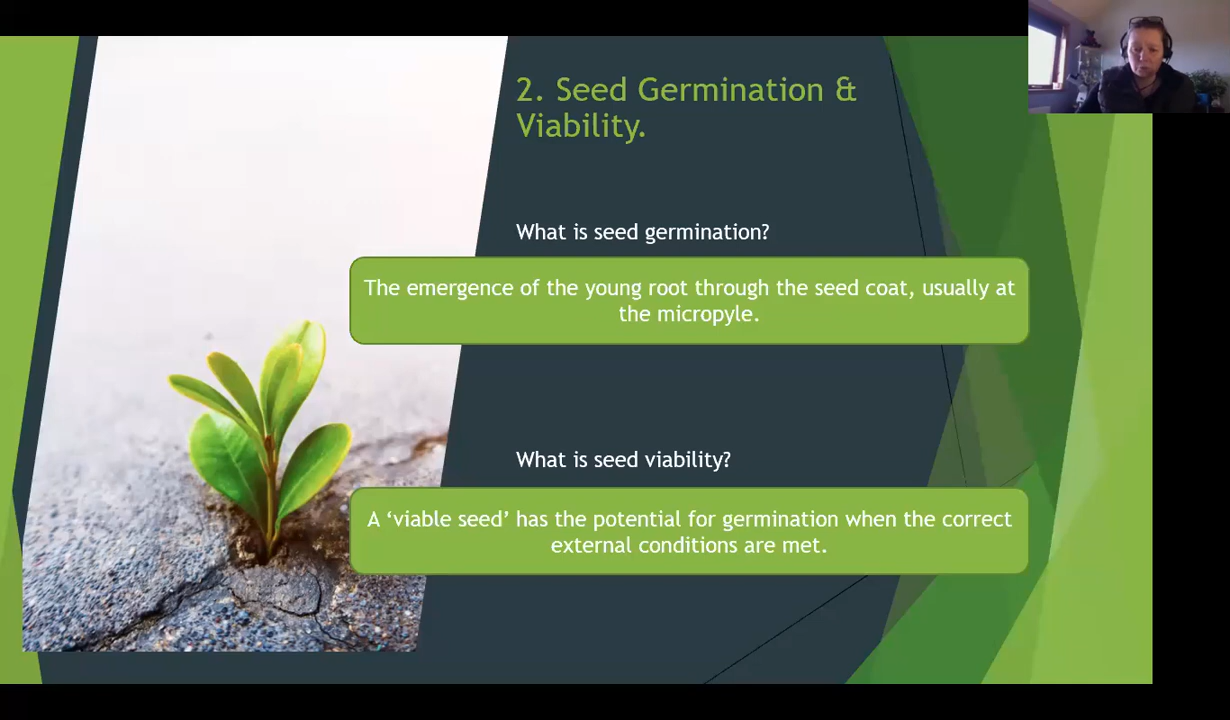 2. Seed Germination &
Viability.
What is seed germination?
The emergence of the young root through the seed coat, usually at
the micropyle.
What is seed viability?
A ‘viable seed’ has the potential for germination when the correct
external conditions are met.